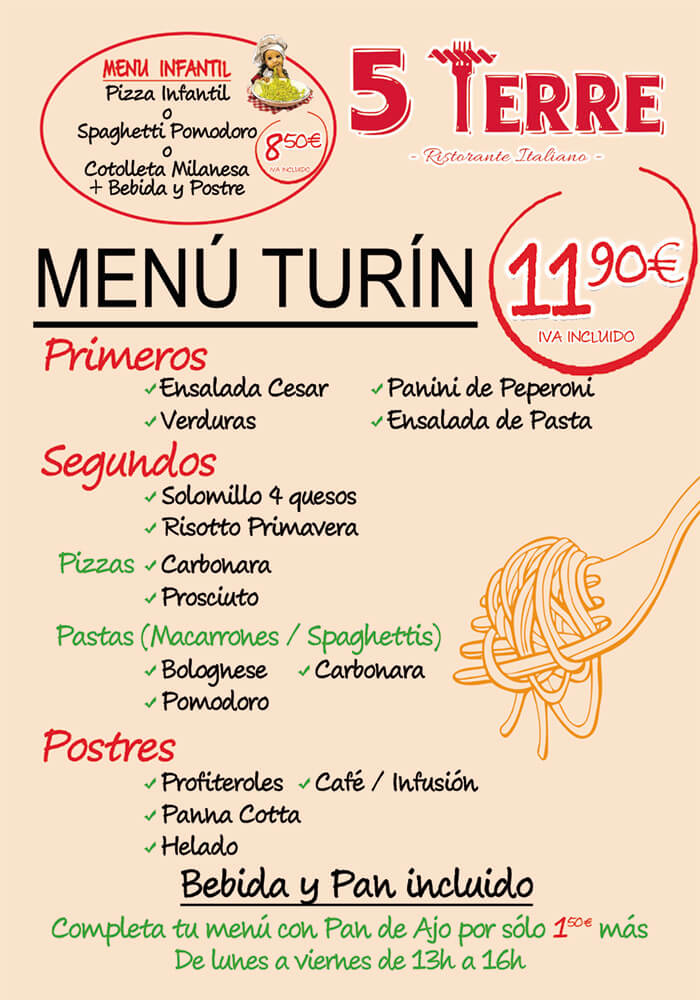 MENU INFANTIL
Pizza Infantil
o
Spaghetti Pomodoro
o
Cotolleta Milanesa
+ Bebida y Postre
8 50€
IVA INCLUIDO
5 TERRE
- Ristorante Italiano -
MENÚ TURÍN
11 90€
IVA INCLUIDO
Primeros
Ensalada Cesar
Panini de Peperoni
Verduras
Ensalada de Pasta
Segundos
Solomillo 4 quesos
Risotto Primavera
Pizzas Carbonara
Prosciuto
Pastas (Macarrones / Spaghettis)
Bolognese Carbonara
Pomodoro
Postres
Profiteroles Café / Infusión
Panna Cotta
Helado
Bebida y Pan incluido
Completa tu menú con Pan de Ajo por sólo 1 50€ más
De lunes a viernes de 13h a 16h